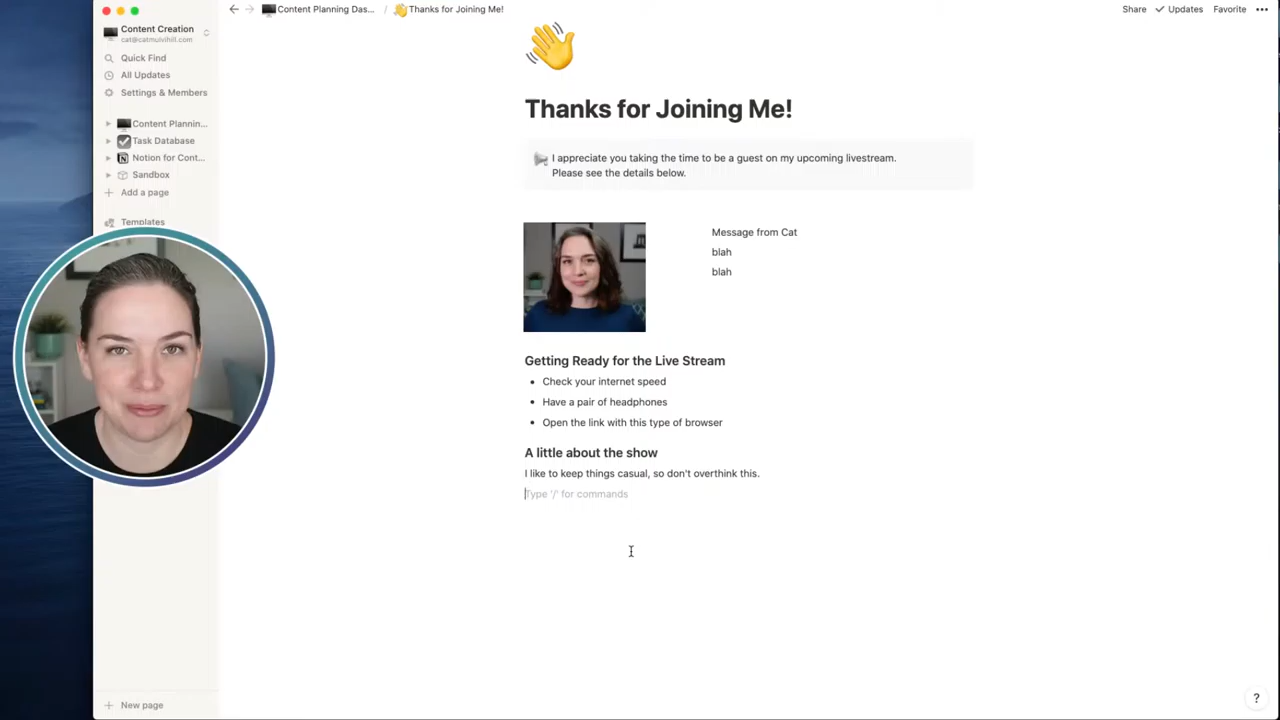 Content Planning Das... / Thanks for Joining Me!
Share Updates Favorite
Content Creation
cat@catmulvihill.com
Quick Find
All Updates
Settings & Members
Content Plannin...
Task Database
Notion for Cont...
Sandbox
Add a page
Templates
New page
Thanks for Joining Me!
I appreciate you taking the time to be a guest on my upcoming livestream.
Please see the details below.
Message from Cat
blah
blah
Getting Ready for the Live Stream
• Check your internet speed
• Have a pair of headphones
• Open the link with this type of browser
A little about the show
I like to keep things casual, so don't overthink this.
Type '/' for commands
?